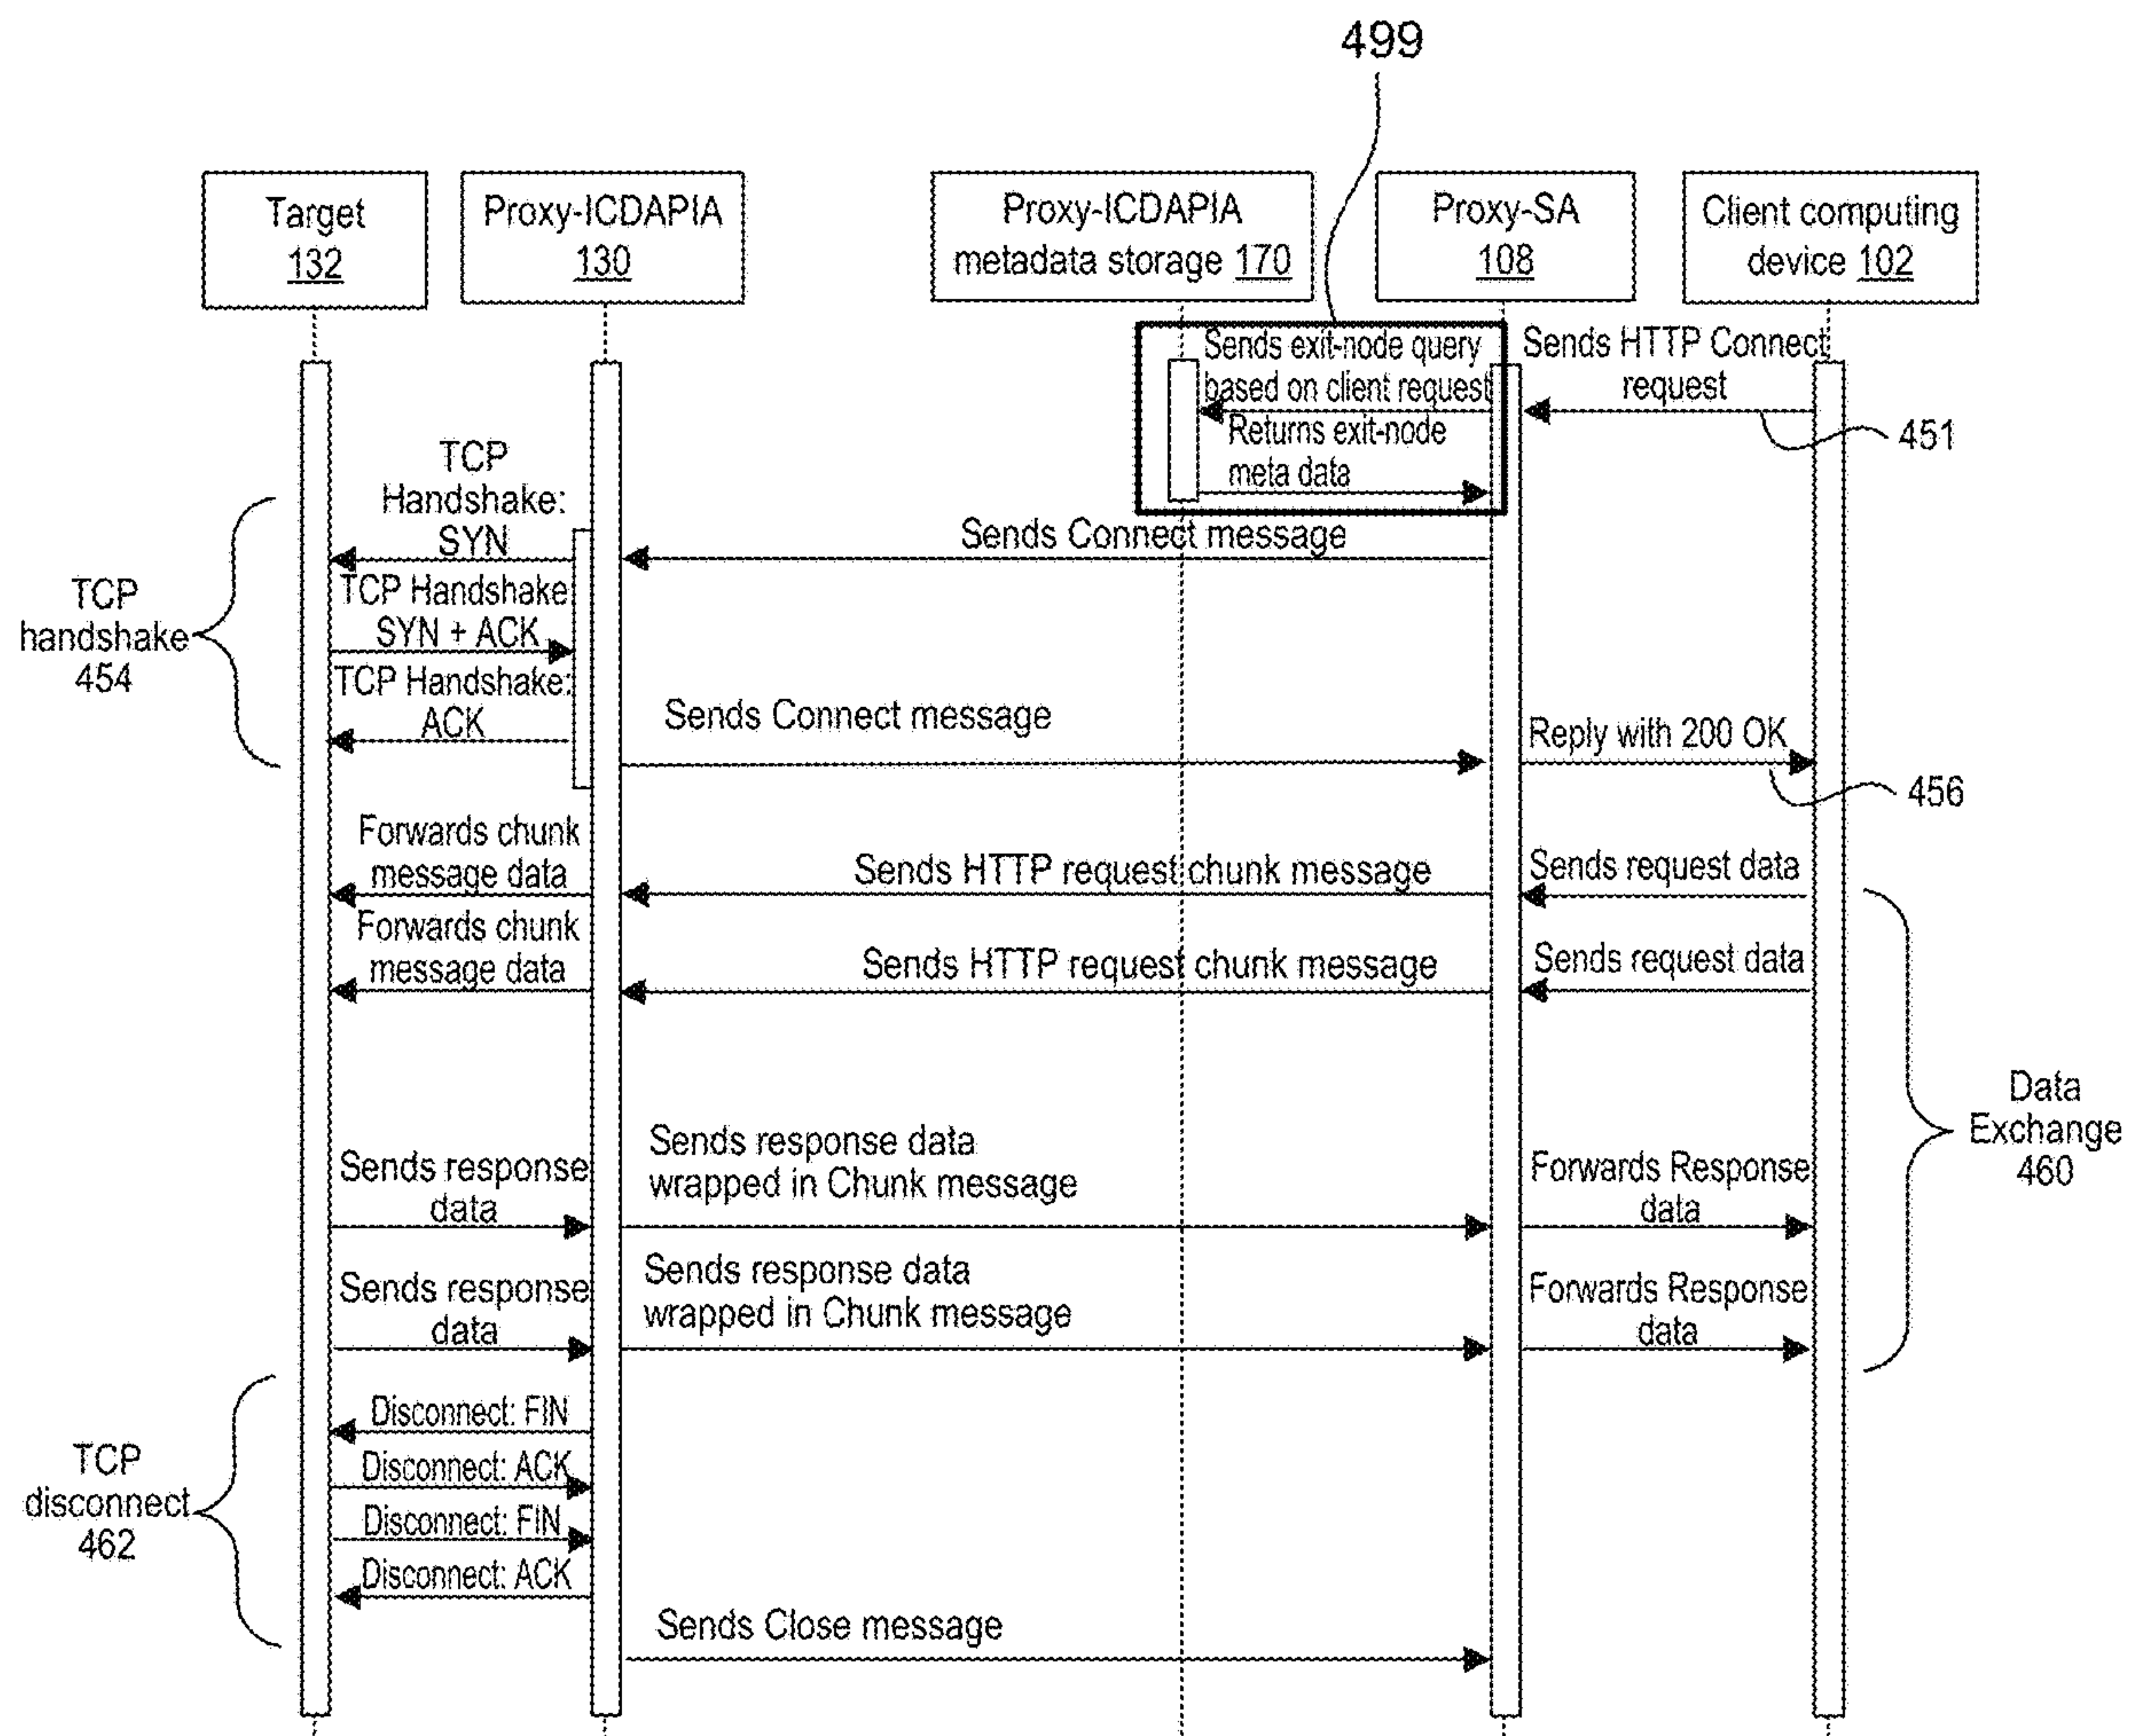 499
Target
132
Proxy-ICDAPIA
130
Proxy-ICDAPIA
metadata storage 170
Proxy-SA
108
Client computing
device 102
Sends exit-node query
based on client request
Returns exit-node
meta data
Sends HTTP Connect
request
451
TCP
Handshake:
SYN
Sends Connect message
TCP Handshake
SYN + ACK
TCP Handshake:
ACK
TCP
handshake
454
Sends Connect message
Reply with 200 OK
456
Forwards chunk
message data
Sends HTTP request chunk message
Sends request data
Forwards chunk
message data
Sends HTTP request chunk message
Sends request data
Data
Exchange
460
Sends response
data
Sends response data
wrapped in Chunk message
Forwards Response
data
Sends response
data
Sends response data
wrapped in Chunk message
Forwards Response
data
Disconnect: FIN
Disconnect: ACK
Disconnect: FIN
Disconnect: ACK
TCP
disconnect
462
Sends Close message